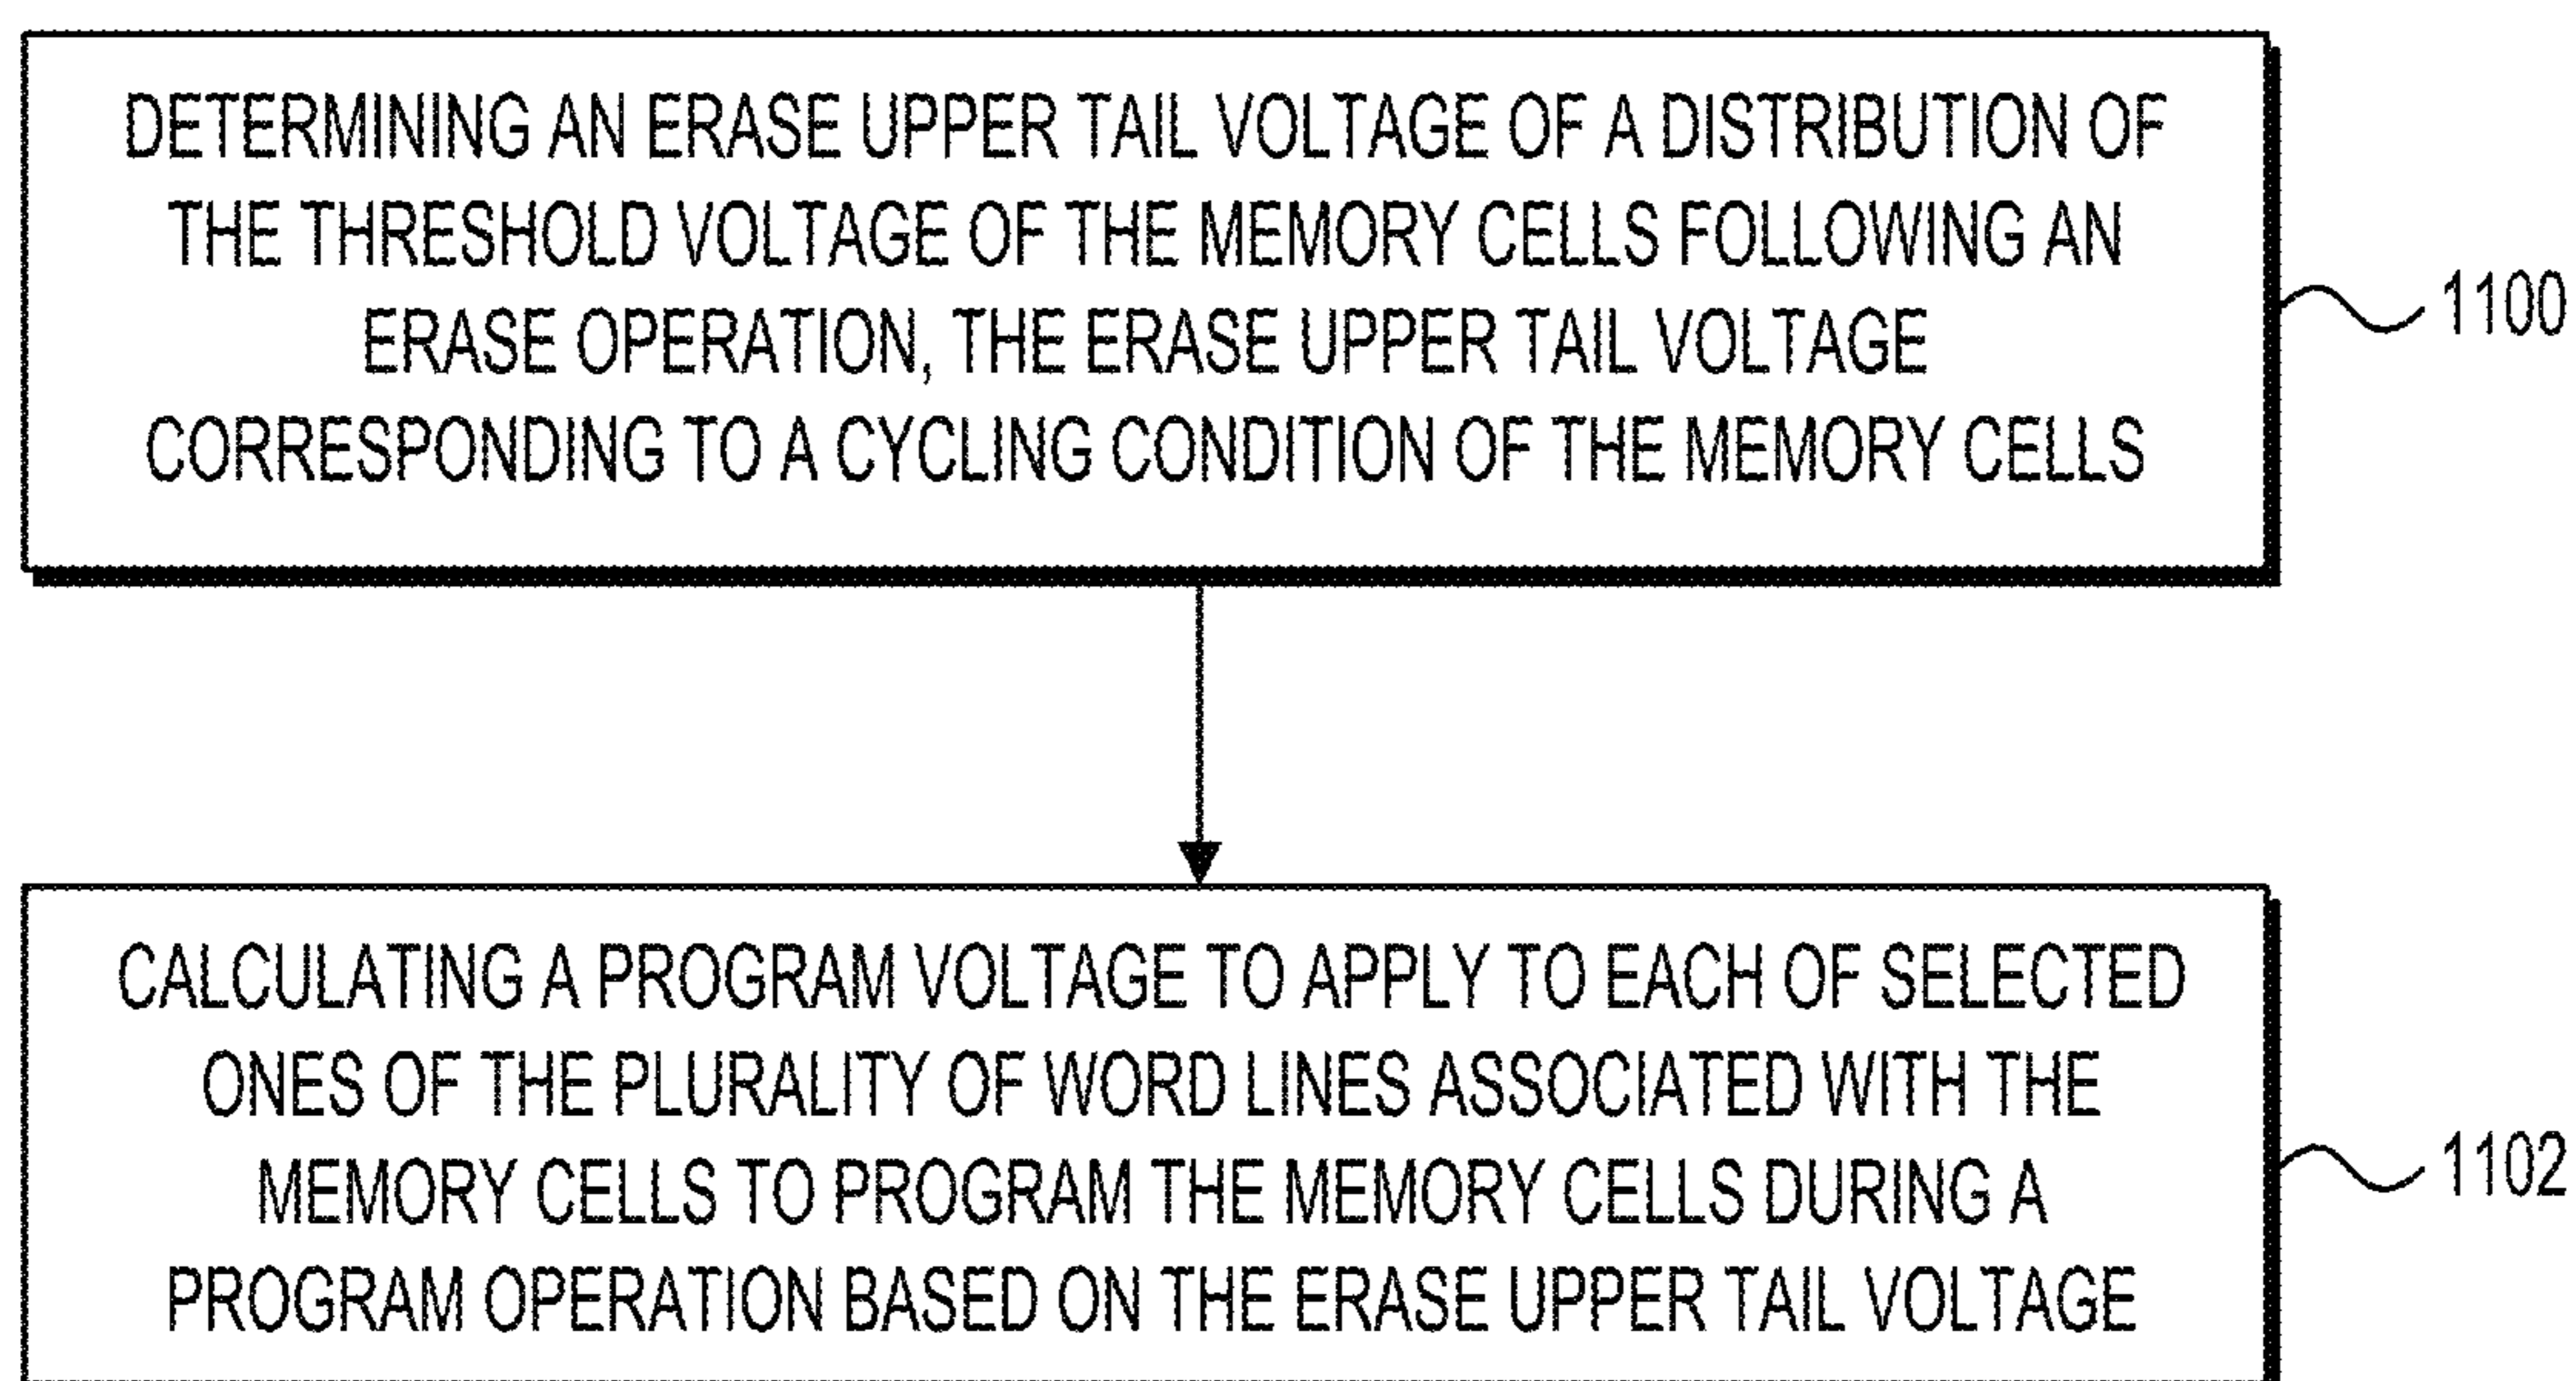 DETERMINING AN ERASE UPPER TAIL VOLTAGE OF A DISTRIBUTION OF
THE THRESHOLD VOLTAGE OF THE MEMORY CELLS FOLLOWING AN
ERASE OPERATION, THE ERASE UPPER TAIL VOLTAGE
CORRESPONDING TO A CYCLING CONDITION OF THE MEMORY CELLS
1100
CALCULATING A PROGRAM VOLTAGE TO APPLY TO EACH OF SELECTED
ONES OF THE PLURALITY OF WORD LINES ASSOCIATED WITH THE
MEMORY CELLS TO PROGRAM THE MEMORY CELLS DURING A
PROGRAM OPERATION BASED ON THE ERASE UPPER TAIL VOLTAGE
1102